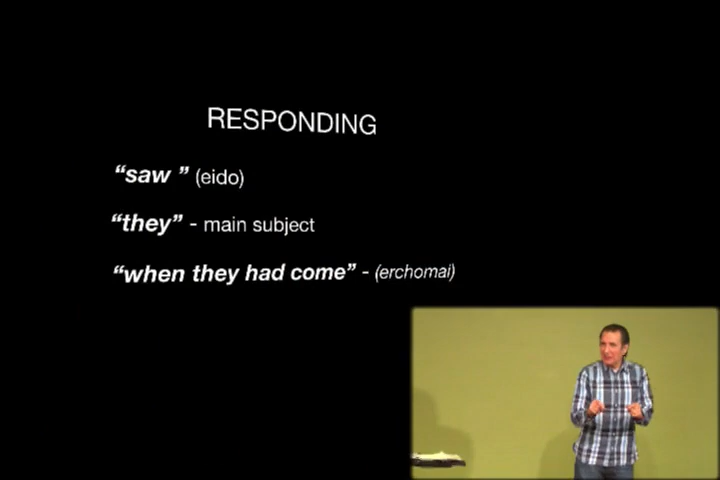 RESPONDING
“saw ” (eido)
“they” - main subject
“when they had come” - (erchomai)